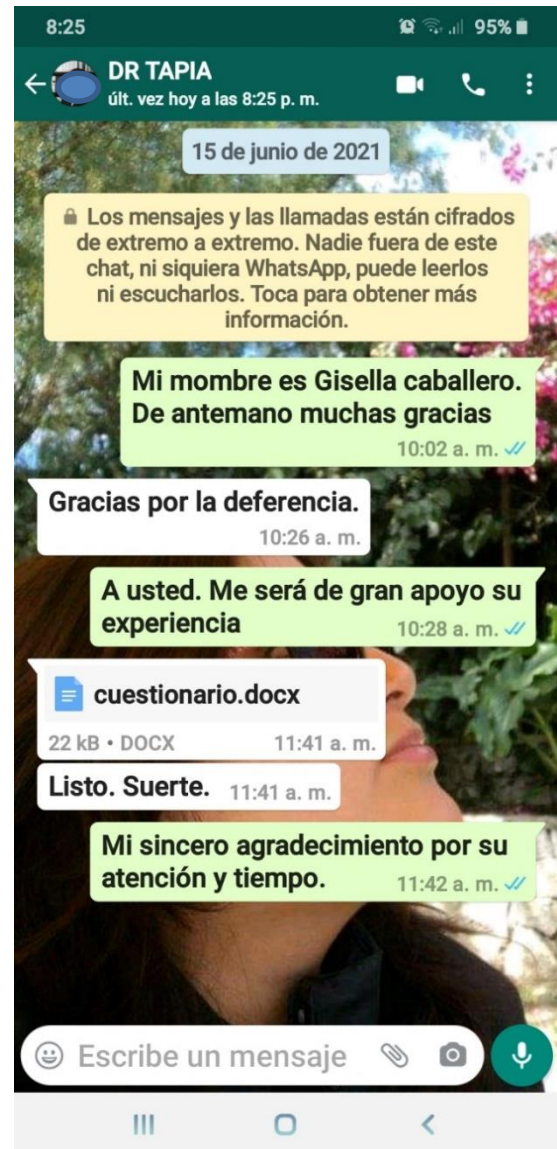 8:25 95%
DR TAPIA
últ. vez hoy a las 8:25 p. m.
15 de junio de 2021
Los mensajes y las llamadas están cifrados
de extremo a extremo. Nadie fuera de este
chat, ni siquiera WhatsApp, puede leerlos
ni escucharlos. Toca para obtener más
información.
Mi mombre es Gisella caballero.
De antemano muchas gracias
10:02 a. m.
Gracias por la deferencia.
10:26 a. m.
A usted. Me será de gran apoyo su
experiencia 10:28 a. m.
cuestionario.docx
22 kB • DOCX 11:41 a. m.
Listo. Suerte. 11:41 a. m.
Mi sincero agradecimiento por su
atención y tiempo. 11:42 a. m.
Escribe un mensaje